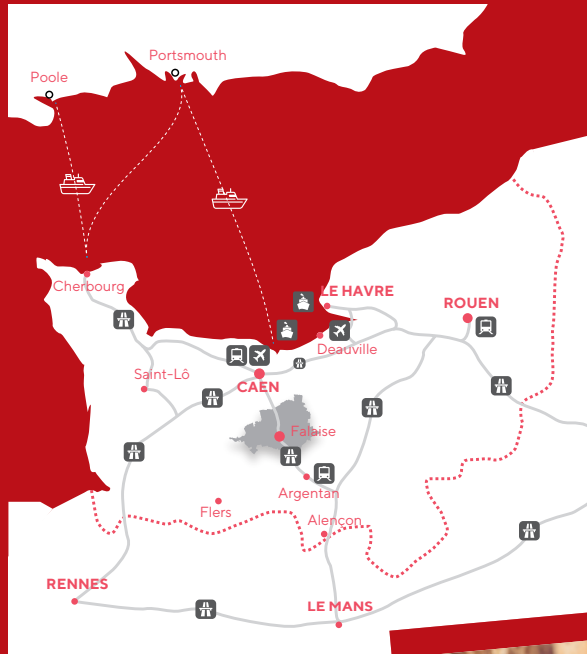 Portsmouth
Poole
Cherbourg
LE HAVRE
ROUEN
Deauville
Saint-Lô
CAEN
Falaise
Argentan
Flers
Alençon
RENNES
LE MANS